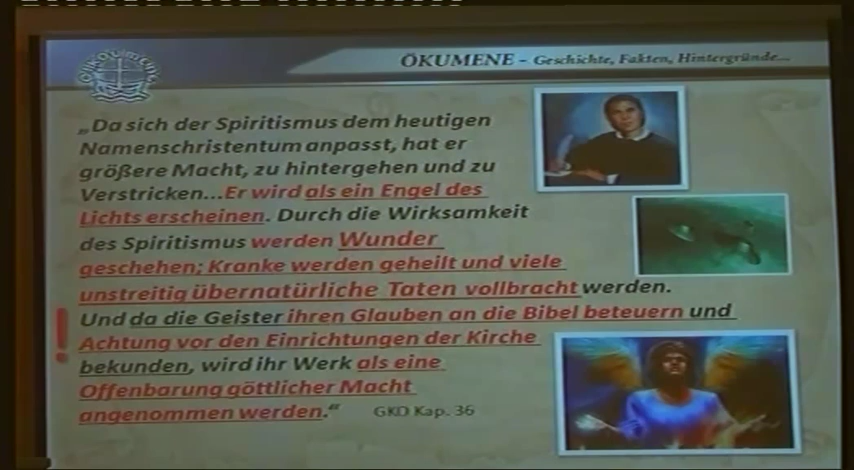 ÖKUMENE - Geschichte, Fakten, Hintergründe...
„Da sich der Spiritismus dem heutigen
Namenschristentum anpasst, hat er
größere Macht, zu hintergehen und zu
Verstricken...Er wird als ein Engel des
Lichts erscheinen. Durch die Wirksamkeit
des Spiritismus werden Wunder
geschehen; Kranke werden geheilt und viele
unstreitig übernatürliche Taten vollbracht werden.
! Und da die Geister ihren Glauben an die Bibel beteuern und
Achtung vor den Einrichtungen der Kirche
bekunden, wird ihr Werk als eine
Offenbarung göttlicher Macht
angenommen werden.“ GKD Kap. 36